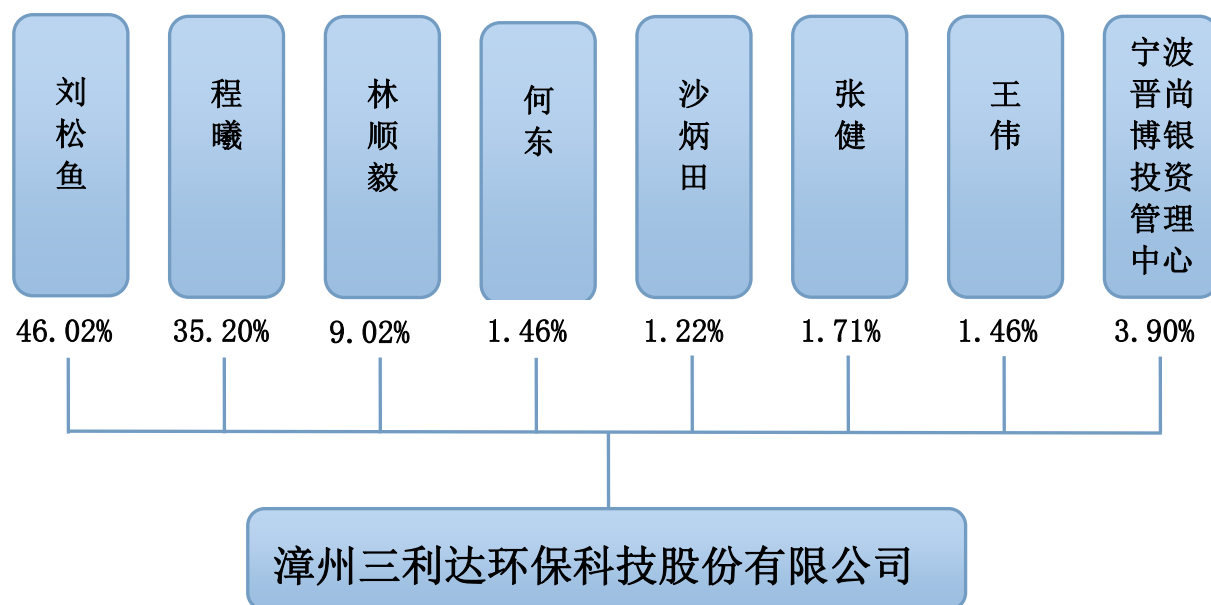 刘松鱼
程曦
林顺毅
何东
沙炳田
张健
王伟
宁波
晋尚
博银
投资
管理
中心
46.02%
35.20%
9.02%
1.46%
1.22%
1.71%
1.46%
3.90%
漳州三利达环保科技股份有限公司